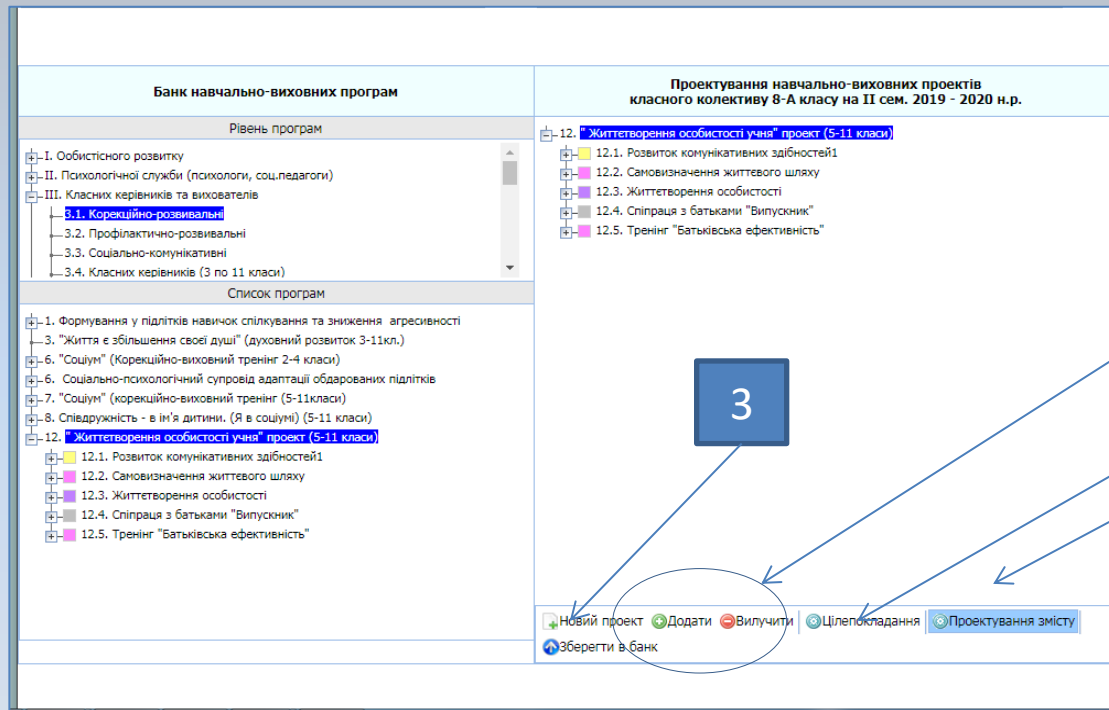 Банк навчально-виховних програм
Рівень програм
I. Ообистісного розвитку
II. Психологічної служби (психологи, соц.педагоги)
III. Класних керівників та вихователів
3.1. Корекційно-розвивальні
3.2. Профілактично-розвивальні
3.3. Соціально-комунікативні
3.4. Класних керівників (3 по 11 класи)
Список програм
1. Формування у підлітків навичок спілкування та зниження агресивності
3. "Життя є збільшення своєї душі" (духовний розвиток 3-11кл.)
6. "Соціум" (Корекційно-виховний тренінг 2-4 класи)
6. Соціально-психологічний супровід адаптації обдарованих підлітків
7. "Соціум" (корекційно-виховний тренінг (5-11класи)
8. Співдружність - в ім'я дитини. (Я в соціумі) (5-11 класи)
12. " Життєтворення особистості учня" проект (5-11 класи)
12.1. Розвиток комунікативних здібностей1
12.2. Самовизначення життєвого шляху
12.3. Життєтворення особистості
12.4. Співраця з батьками "Випускник"
12.5. Тренінг "Батьківська ефективність"
Проектування навчально-виховних проектів
класного колективу 8-А класу на II сем. 2019 - 2020 н.р.
12. " Життєтворення особистості учня" проект (5-11 класи)
12.1. Розвиток комунікативних здібностей1
12.2. Самовизначення життєвого шляху
12.3. Життєтворення особистості
12.4. Співраця з батьками "Випускник"
12.5. Тренінг "Батьківська ефективність"
3
Новий проект Додати Вилучити Цілепокладання Проектування змісту
Зберегти в банк